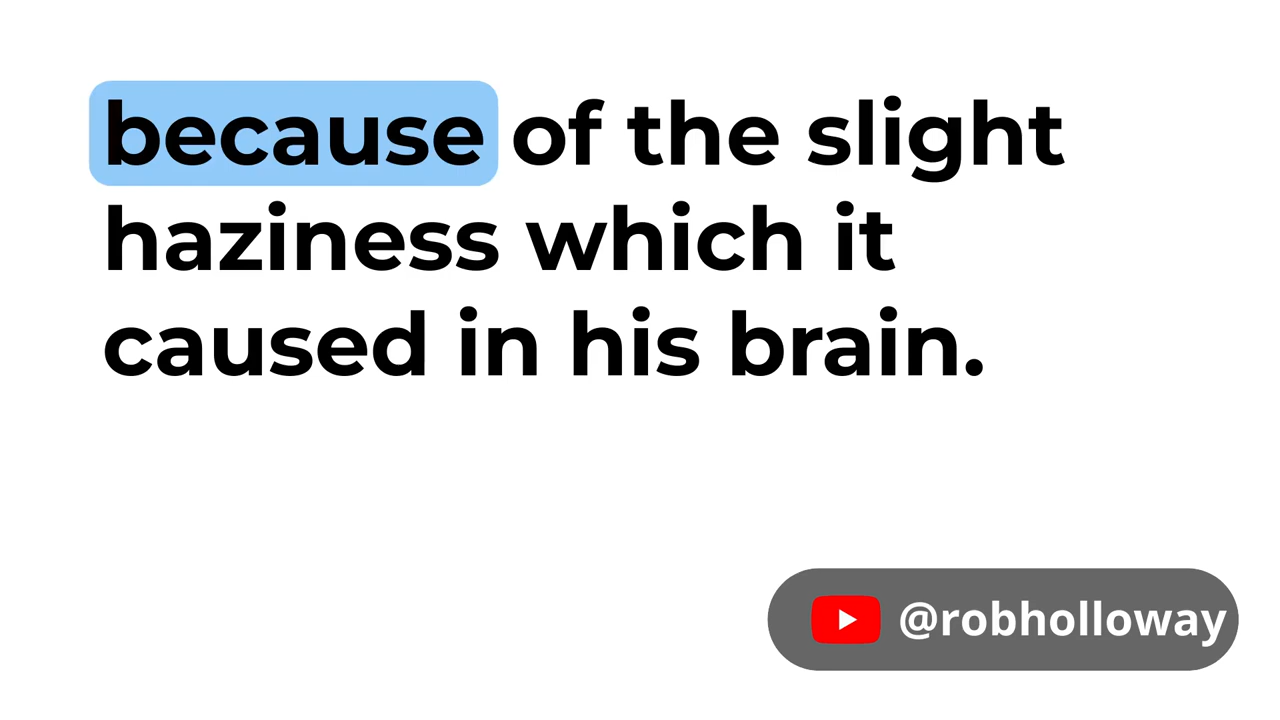 because of the slight
haziness which it
caused in his brain.
@robholloway